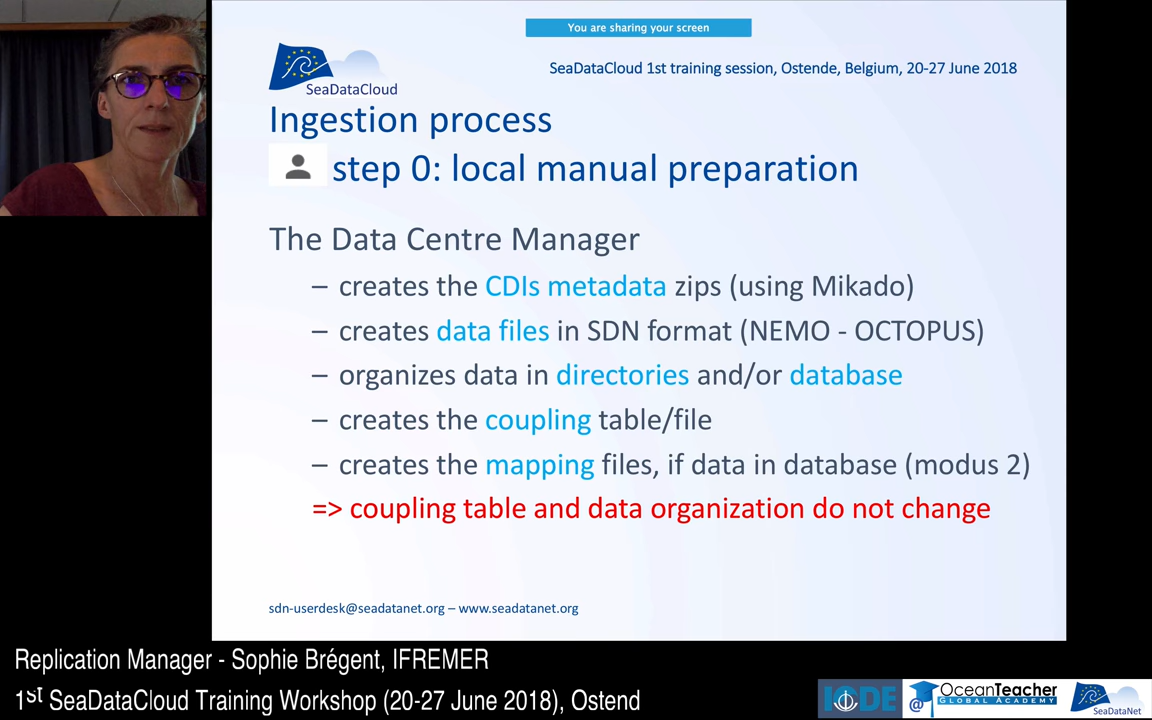 You are sharing your screen
SeaDataCloud
SeaDataCloud 1st training session, Ostende, Belgium, 20-27 June 2018
Ingestion process
step 0: local manual preparation
The Data Centre Manager
– creates the CDIs metadata zips (using Mikado)
– creates data files in SDN format (NEMO - OCTOPUS)
– organizes data in directories and/or database
– creates the coupling table/file
– creates the mapping files, if data in database (modus 2)
=> coupling table and data organization do not change
sdn-userdesk@seadatanet.org – www.seadatanet.org
Replication Manager - Sophie Brégent, IFREMER
1st SeaDataCloud Training Workshop (20-27 June 2018), Ostend
IODE
@ OceanTeacher
GLOBAL ACADEMY
SeaDataNet